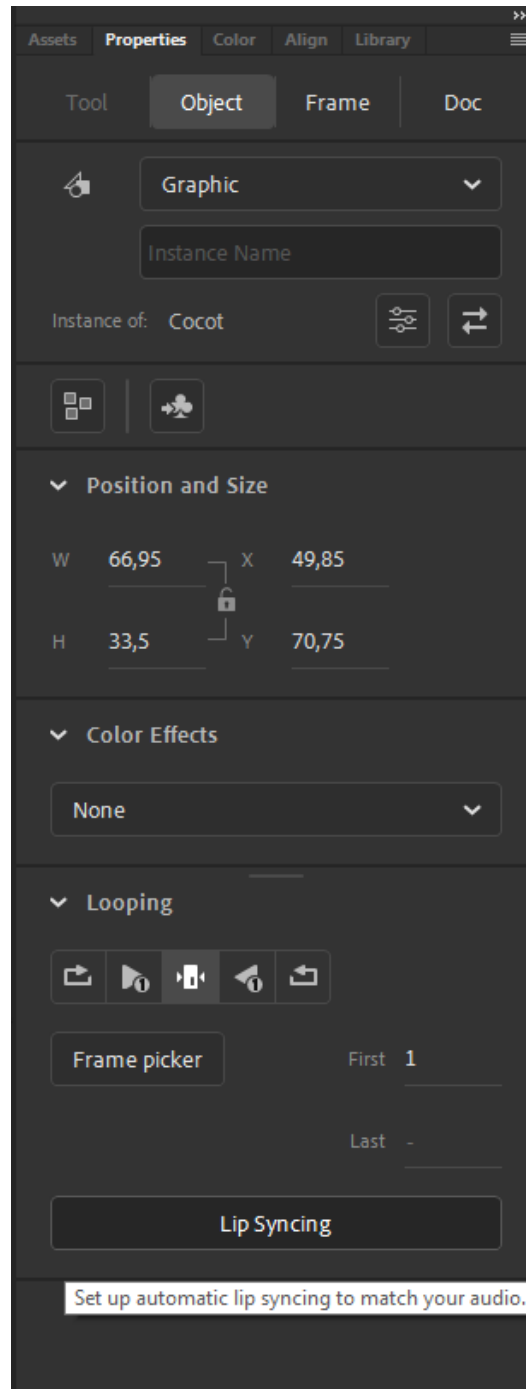 Assets Properties Color Align Library
Tool Object Frame Doc
Graphic
Instance Name
Instance of: Cocot
Position and Size
W 66,95 X 49,85
H 33,5 Y 70,75
Color Effects
None
Looping
1 1
Frame picker First 1
Last -
Lip Syncing
Set up automatic lip syncing to match your audio.